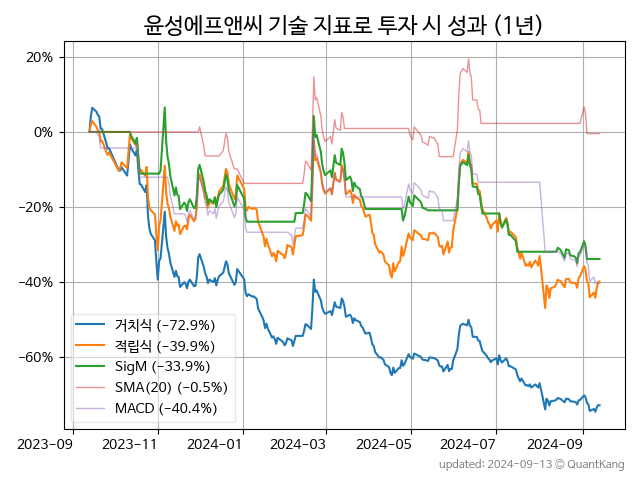 윤성에프앤씨 기술 지표로 투자 시 성과 (1년)
20%
0%
−20%
−40%
−60%
거치식 (−72.9%)
적립식 (−39.9%)
SigM (−33.9%)
SMA(20) (−0.5%)
MACD (−40.4%)
2023-09 2023-11 2024-01 2024-03 2024-05 2024-07 2024-09
updated: 2024-09-13 ⓒ QuantKang